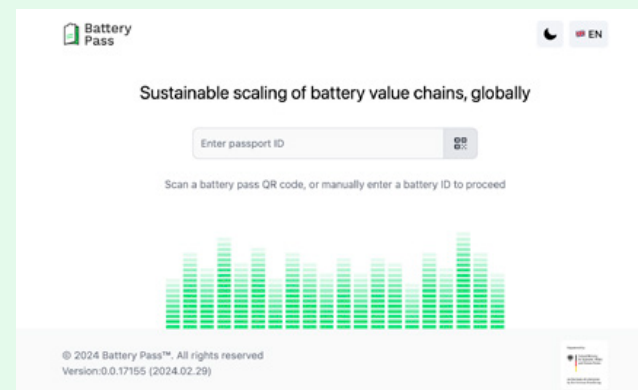 Battery
Pass
EN
Sustainable scaling of battery value chains, globally
Enter passport ID
Scan a battery pass QR code, or manually enter a battery ID to proceed
© 2024 Battery Pass™. All rights reserved
Version:0.0.17155 (2024.02.29)